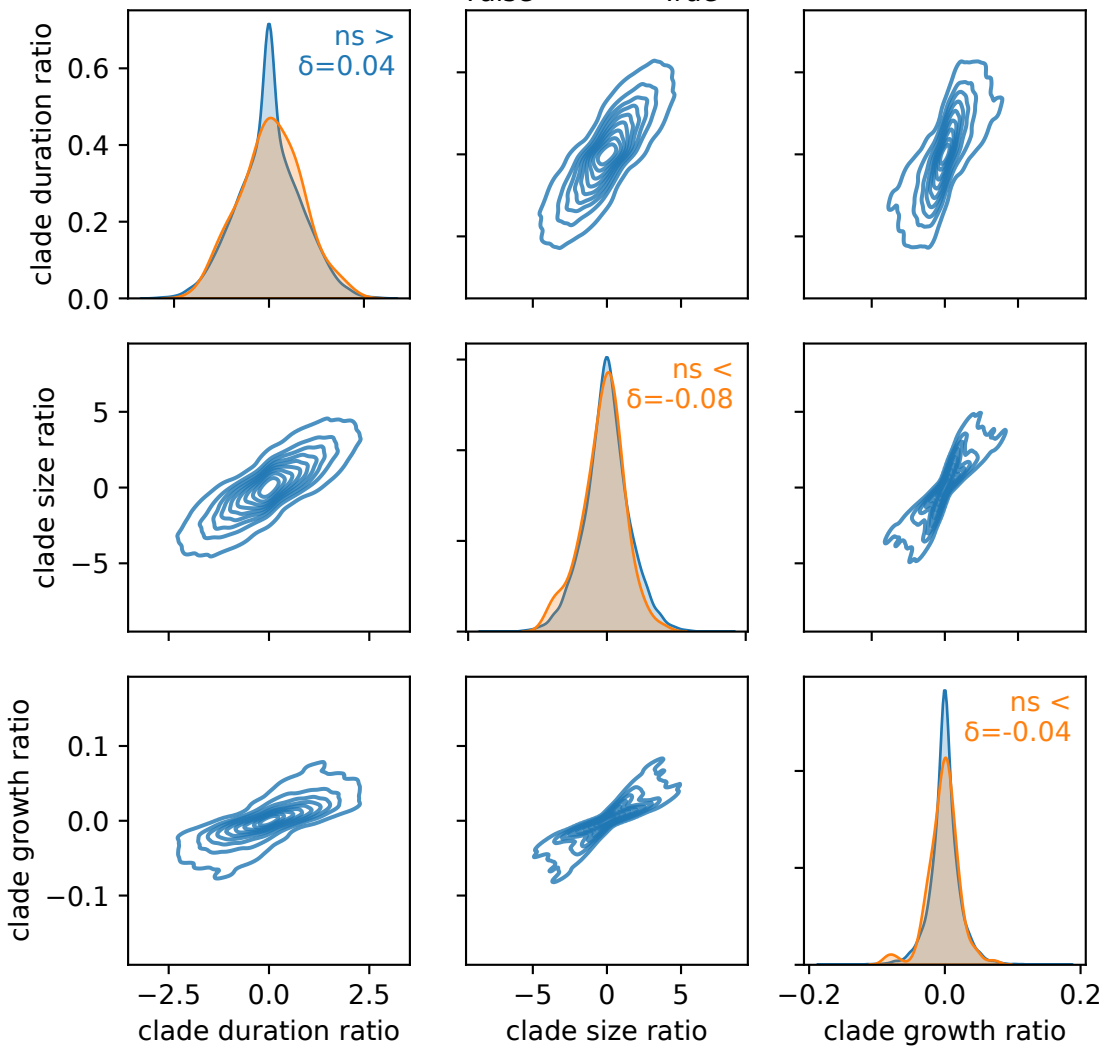 clade duration ratio
0.6
0.4
0.2
0.0
ns >
δ=0.04
clade size ratio
5
0
−5
ns <
δ=-0.08
clade growth ratio
0.1
0.0
−0.1
ns <
δ=-0.04
−2.5 0.0 2.5
−5 0 5
−0.2 0.0 0.2
clade duration ratio
clade size ratio
clade growth ratio